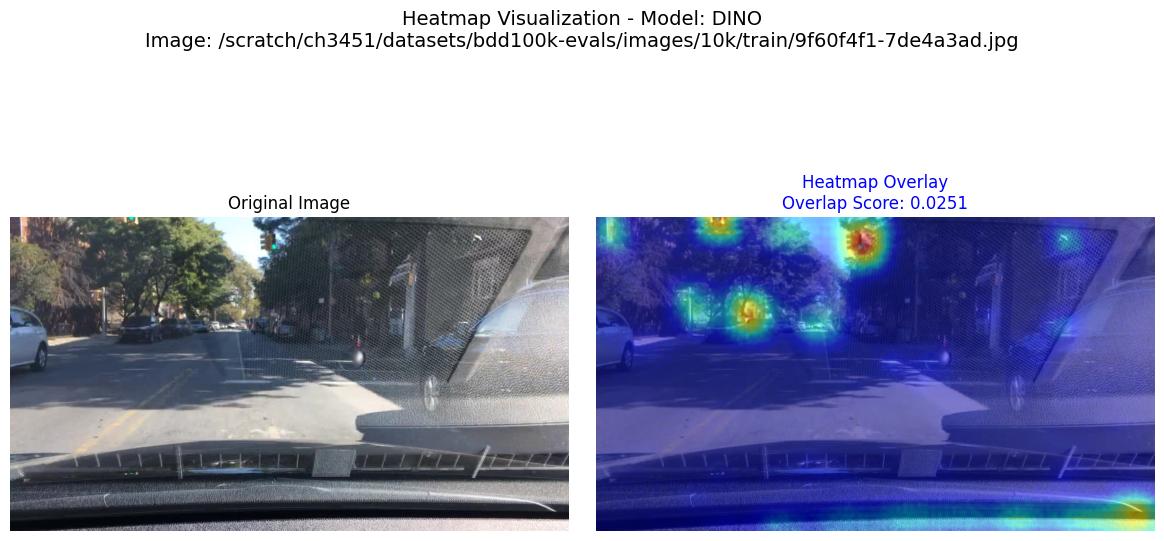 Heatmap Visualization - Model: DINO
Image: /scratch/ch3451/datasets/bdd100k-evals/images/10k/train/9f60f4f1-7de4a3ad.jpg
Original Image
Heatmap Overlay
Overlap Score: 0.0251